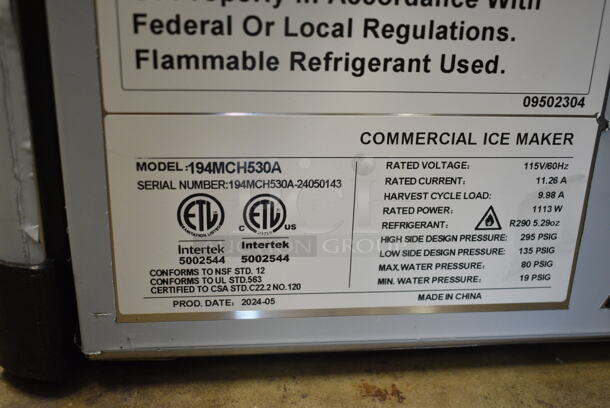 Federal Or Local Regulations.
Flammable Refrigerant Used.
09502304
COMMERCIAL ICE MAKER
MODEL:194MCH530A
SERIAL NUMBER:194MCH530A-24050143
ETL
C ETL US
Intertek
5002544
Intertek
5002544
CONFORMS TO NSF STD. 12
CONFORMS TO UL STD.563
CERTIFIED TO CSA STD.C22.2 NO.120
PROD. DATE: 2024-05
RATED VOLTAGE: 115V/60Hz
RATED CURRENT: 11.26 A
HARVEST CYCLE LOAD: 9.98 A
RATED POWER: 1113 W
REFRIGERANT: R290 5.29oz
HIGH SIDE DESIGN PRESSURE: 295 PSIG
LOW SIDE DESIGN PRESSURE: 135 PSIG
MAX.WATER PRESSURE: 80 PSIG
MIN. WATER PRESSURE: 19 PSIG
MADE IN CHINA